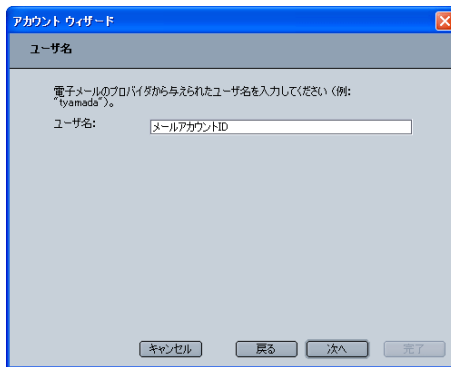 アカウント ウィザード
ユーザ名
電子メールのプロバイダから与えられたユーザ名を入力してください (例:
"tyamada")。
ユーザ名:
メールアカウントID
キャンセル 戻る 次へ 完了